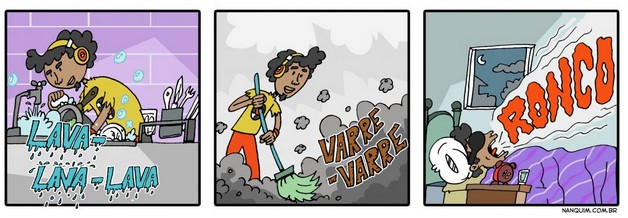 LAVA-
LAVA-LAVA
VARRE
-VARRE
RONCO
NANQUIM.COM.BR